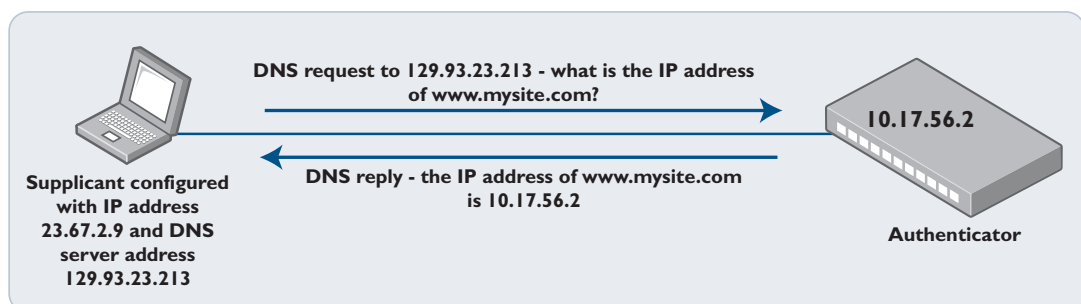 DNS request to 129.93.23.213 - what is the IP address
of www.mysite.com?
10.17.56.2
DNS reply - the IP address of www.mysite.com
is 10.17.56.2
Supplicant configured
with IP address
23.67.2.9 and DNS
server address
129.93.23.213
Authenticator